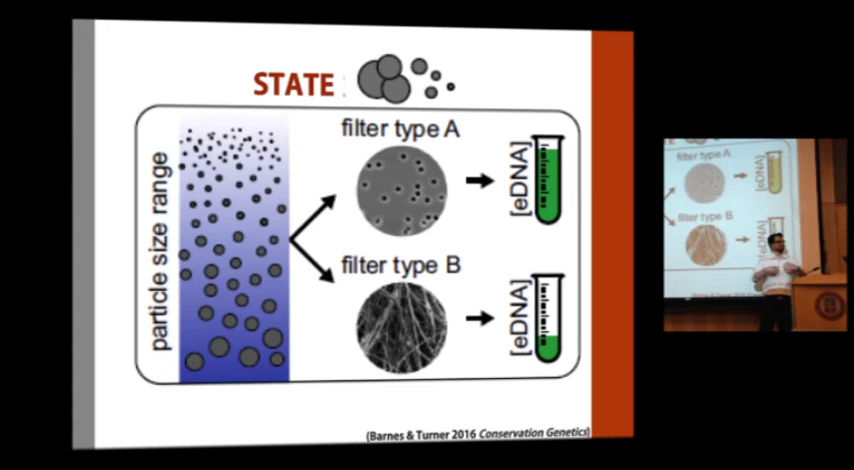 STATE :
filter type A
particle size range
[eDNA]
filter type B
[eDNA]
(Barnes & Turner 2016 Conservation Genetics)
filter type A
[eDNA]
filter type B